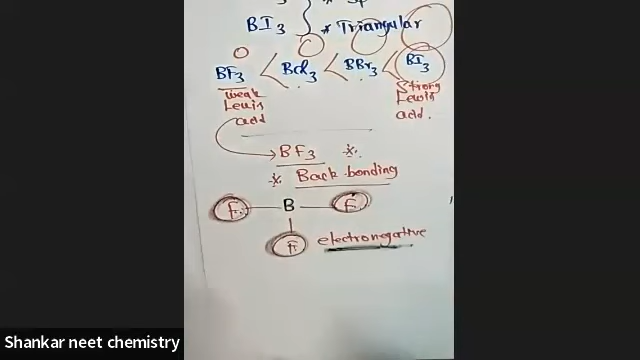 * sp
BI3 * Triangular
BF3 < BCl3 < BBr3 < BI3
weak Lewis acid
Strong Lewis acid.
→ BF3 *.
* Back-bonding
F — B — F
F electronegative
Shankar neet chemistry